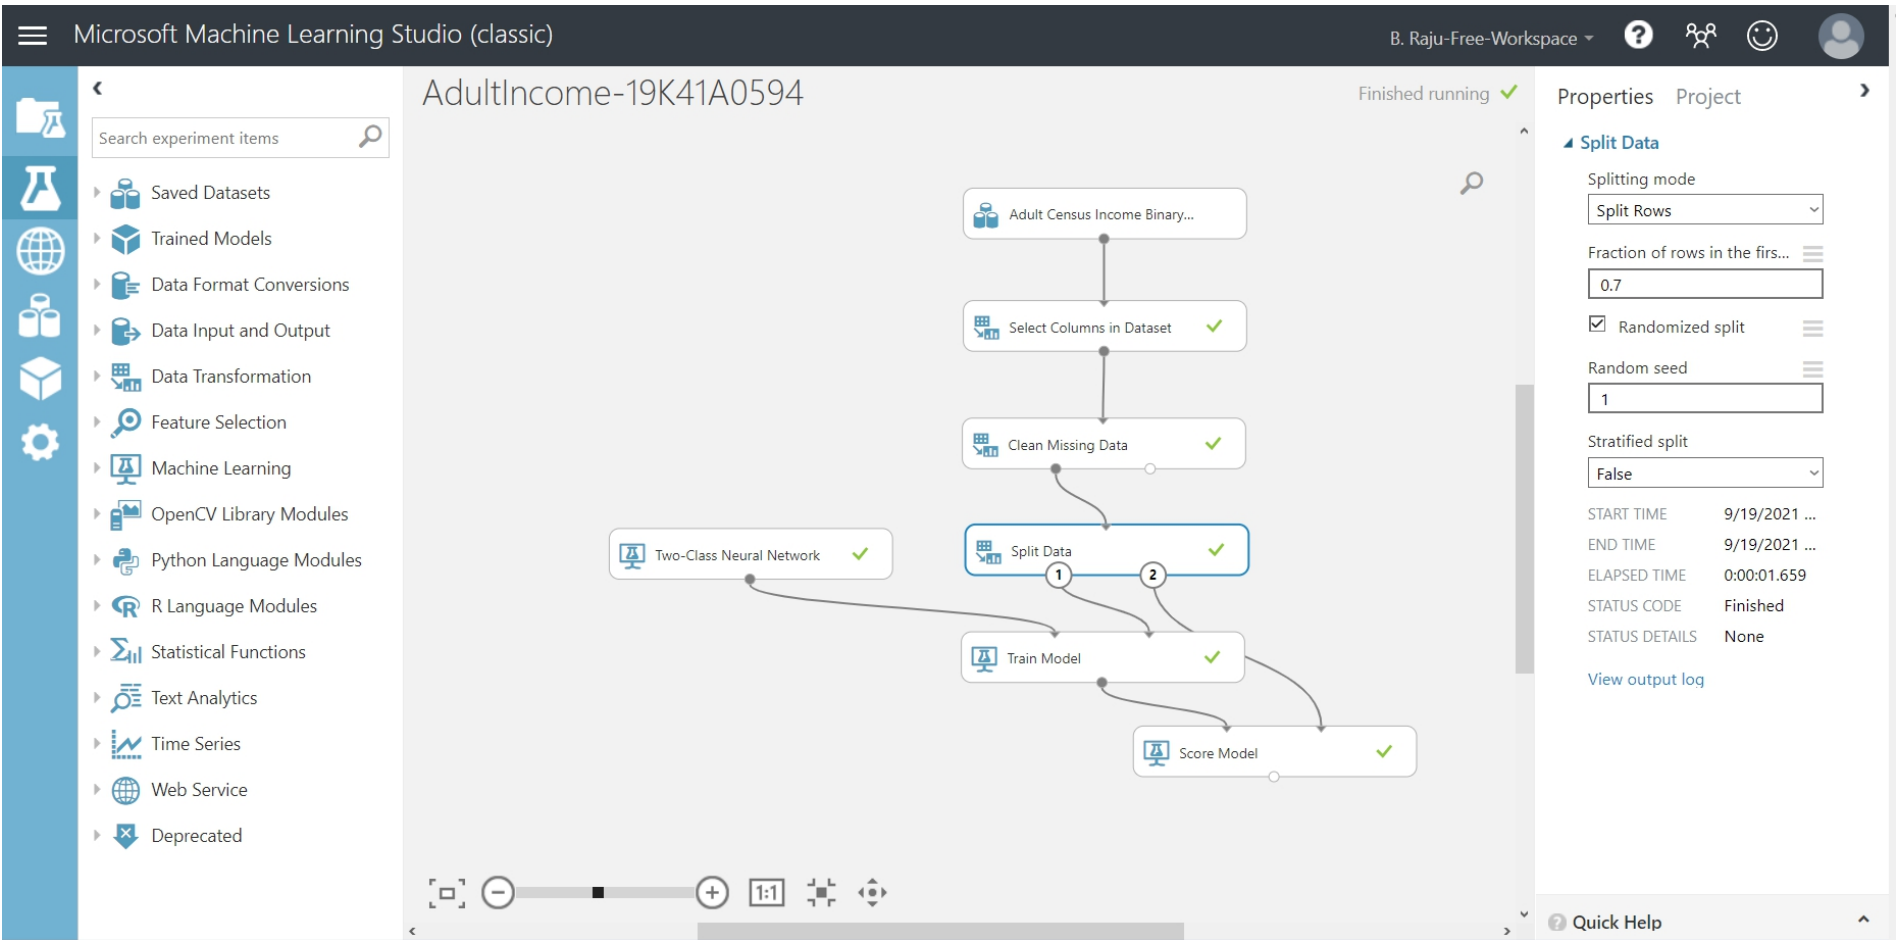 Microsoft Machine Learning Studio (classic)
B. Raju-Free-Workspace
?
Search experiment items
Saved Datasets
Trained Models
Data Format Conversions
Data Input and Output
Data Transformation
Feature Selection
Machine Learning
OpenCV Library Modules
Python Language Modules
R Language Modules
Statistical Functions
Text Analytics
Time Series
Web Service
Deprecated
AdultIncome-19K41A0594
Finished running
Adult Census Income Binary...
Select Columns in Dataset
Clean Missing Data
Two-Class Neural Network
Split Data
1
2
Train Model
Score Model
1:1
Properties Project
Split Data
Splitting mode
Split Rows
Fraction of rows in the firs...
0.7
Randomized split
Random seed
1
Stratified split
False
START TIME 9/19/2021 ...
END TIME 9/19/2021 ...
ELAPSED TIME 0:00:01.659
STATUS CODE Finished
STATUS DETAILS None
View output log
? Quick Help